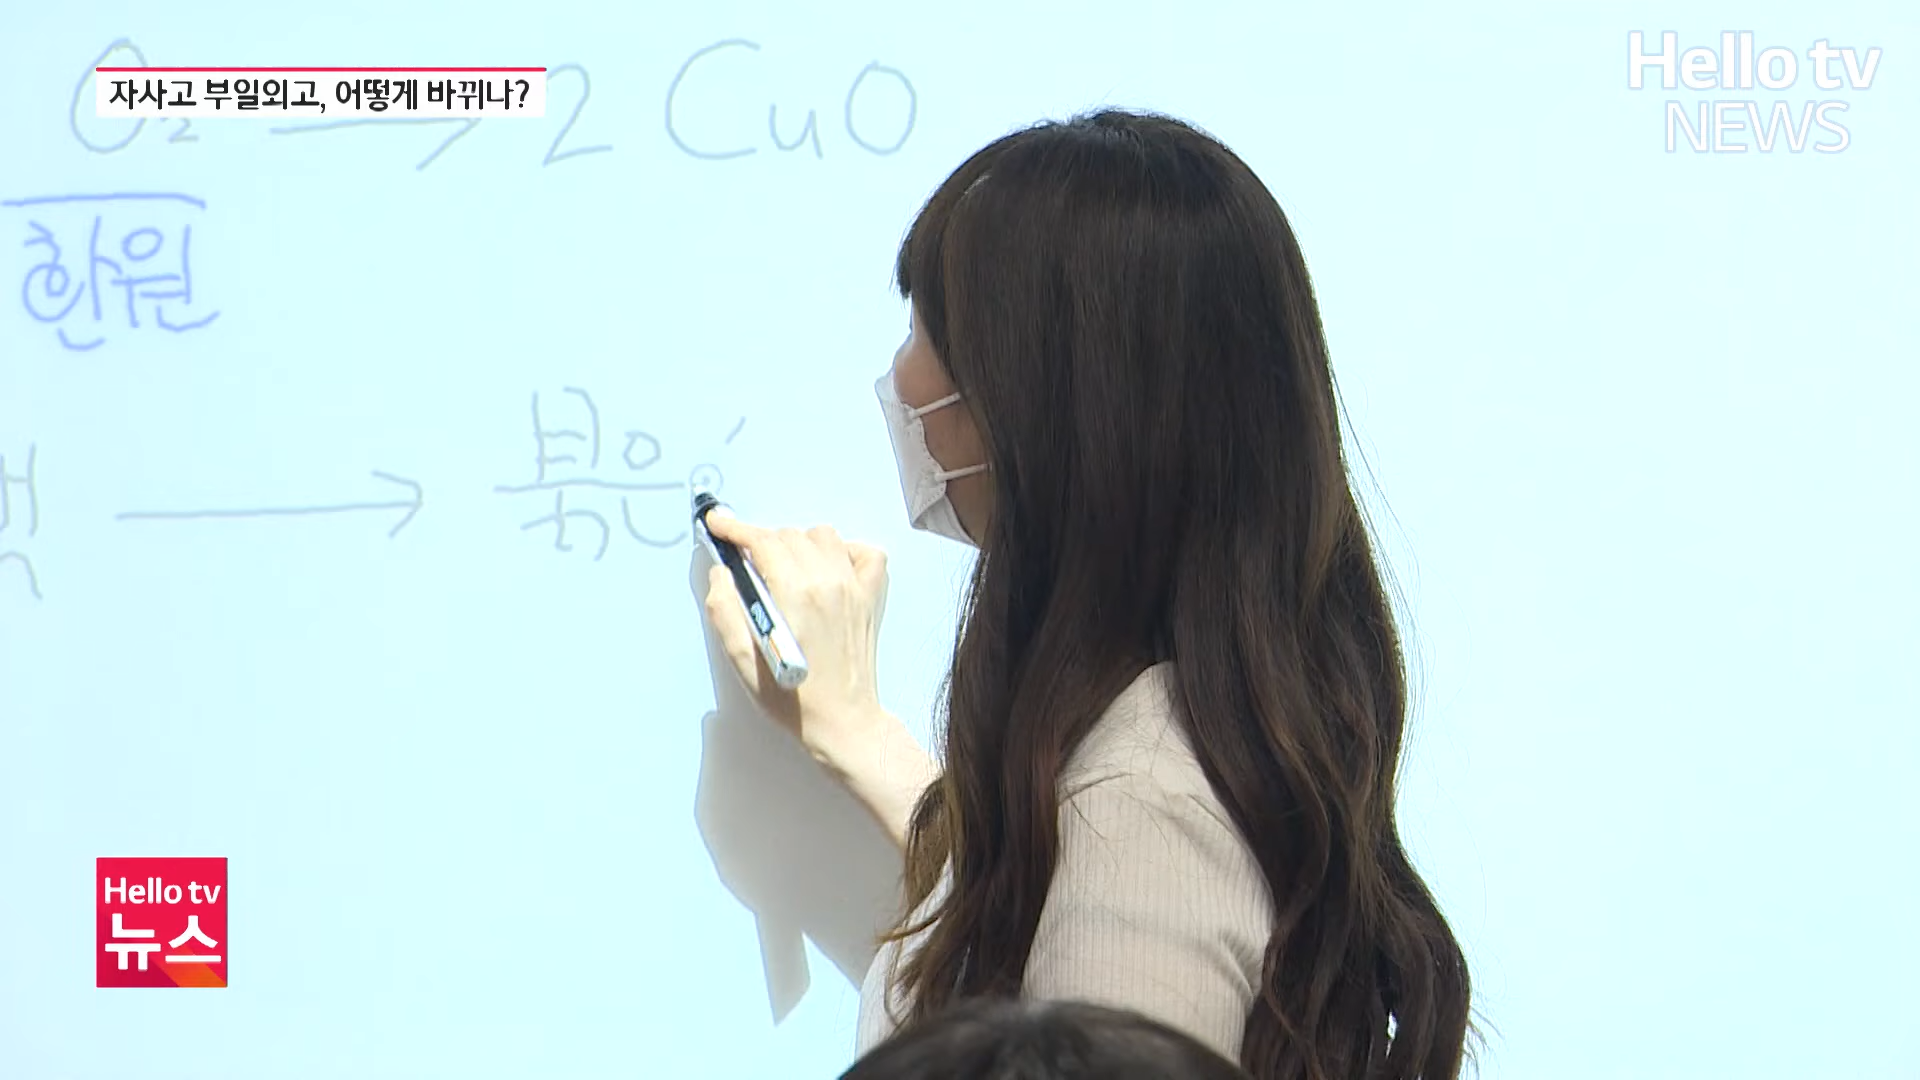 Hello tv
NEWS
자사고 부일외고, 어떻게 바뀌나?
O₂ → 2 CuO
환원
→ 붉은
Hello tv
뉴스